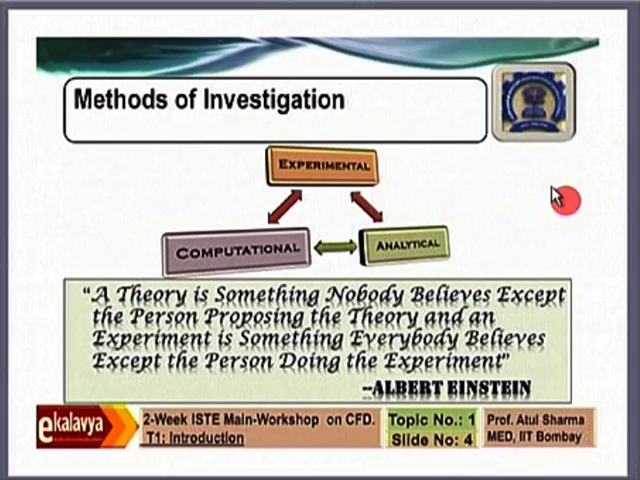 Methods of Investigation
EXPERIMENTAL
COMPUTATIONAL
ANALYTICAL
"A Theory is Something Nobody Believes Except
the Person Proposing the Theory and an
Experiment is Something Everybody Believes
Except the Person Doing the Experiment"
--ALBERT EINSTEIN
ekalavya
2-Week ISTE Main-Workshop on CFD.
T1: Introduction
Topic No.: 1
Slide No.: 4
Prof. Atul Sharma
MED, IIT Bombay